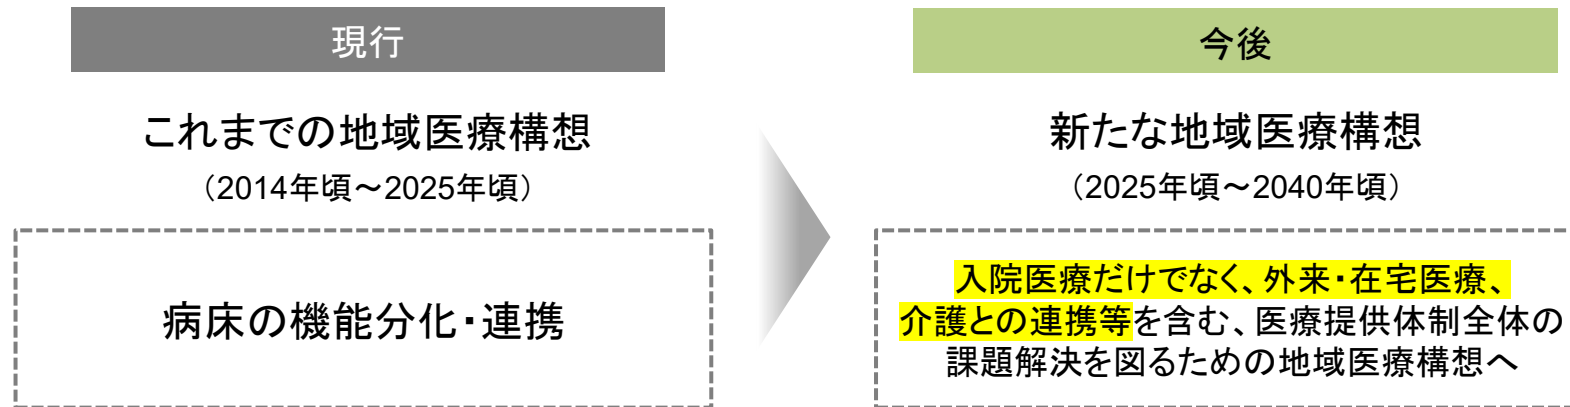 現行
これまでの地域医療構想
（2014年頃～2025年頃）
病床の機能分化・連携
今後
新たな地域医療構想
（2025年頃～2040年頃）
入院医療だけでなく、外来・在宅医療、
介護との連携等を含む、医療提供体制全体の
課題解決を図るための地域医療構想へ